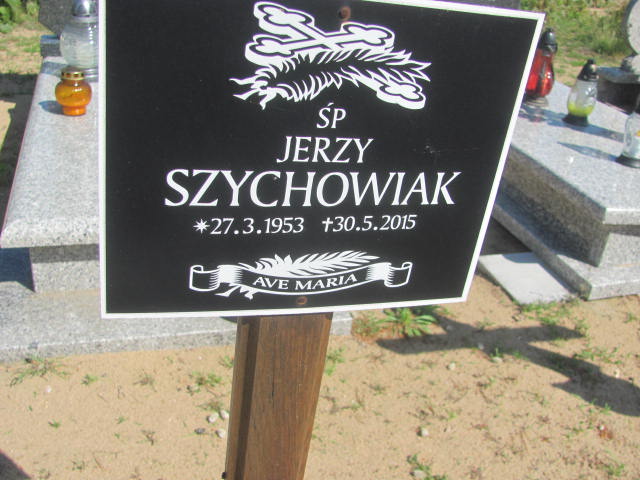 ŚP
JERZY
SZYCHOWIAK
*27.3.1953 †30.5.2015
AVE MARIA